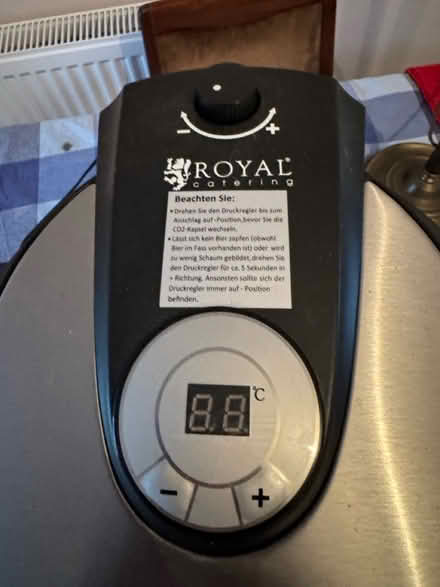 - +
ROYAL®
catering
Beachten Sie:
• Drehen Sie den Druckregler bis zum
Anschlag auf -Position,bevor Sie die
CO2-Kapsel wechseln.
• Lässt sich kein Bier zapfen (obwohl
Bier im Fass vorhanden ist) oder wird
zu wenig Schaum gebildet,drehen Sie
den Druckregler für ca. 5 Sekunden in
+ Richtung. Ansonsten sollte sich der
Druckregler immer auf - Position
befinden.
°C
8.8.
- +